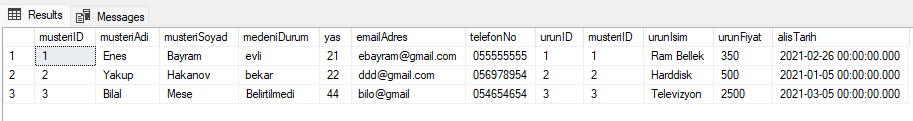 Results Messages
musteriID musteriAdi musteriSoyad medeniDurum yas emailAdres telefonNo urunID musteriID urunIsim urunFiyat alisTarih
1 1 Enes Bayram evli 21 ebayram@gmail.com 055555555 1 1 Ram Bellek 350 2021-02-26 00:00:00.000
2 2 Yakup Hakanov bekar 22 ddd@gmail.com 056978954 2 2 Harddisk 500 2021-01-05 00:00:00.000
3 3 Bilal Mese Belirtilmedi 44 bilo@gmail 054654654 3 3 Televizyon 2500 2021-03-05 00:00:00.000